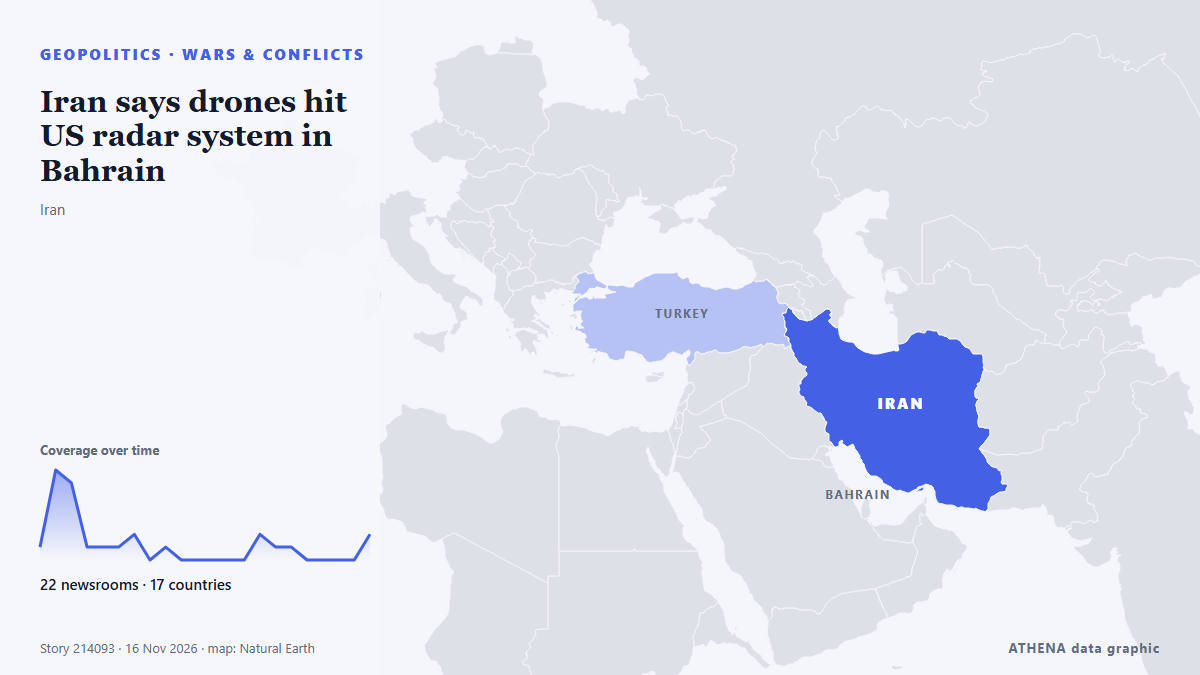 GEOPOLITICS · WARS & CONFLICTS
Iran says drones hit
US radar system in
Bahrain
Iran
TURKEY
IRAN
BAHRAIN
Coverage over time
22 newsrooms · 17 countries
Story 214093 · 16 Nov 2026 · map: Natural Earth
ATHENA data graphic